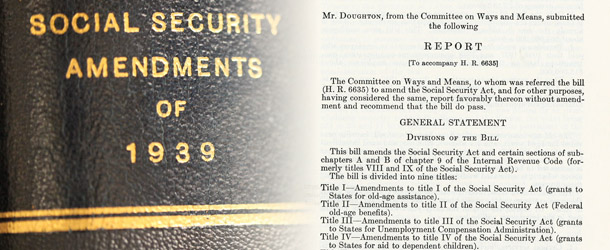 SOCIAL SECURITY
AMENDMENTS
OF
1939
Mr. DOUGHTON, from the Committee on Ways and Means, submitted
the following
REPORT
[To accompany H. R. 6635]
The Committee on Ways and Means, to whom was referred the bill
(H. R. 6635) to amend the Social Security Act, and for other purposes,
having considered the same, report favorably thereon without amend-
ment and recommend that the bill do pass.
GENERAL STATEMENT
DIVISIONS OF THE BILL
This bill amends the Social Security Act and certain sections of sub-
chapters A and B of chapter 9 of the Internal Revenue Code (for-
merly titles VIII and IX of the Social Security Act).
The bill is divided into nine titles:
Title I—Amendments to title I of the Social Security Act (grants to
States for old-age assistance).
Title II—Amendments to title II of the Social Security Act (Federal
old-age benefits).
Title III—Amendments to title III of the Social Security Act (grants
to States for Unemployment Compensation Administration).
Title IV—Amendments to title IV of the Social Security Act (grants
to States for aid to dependent children).